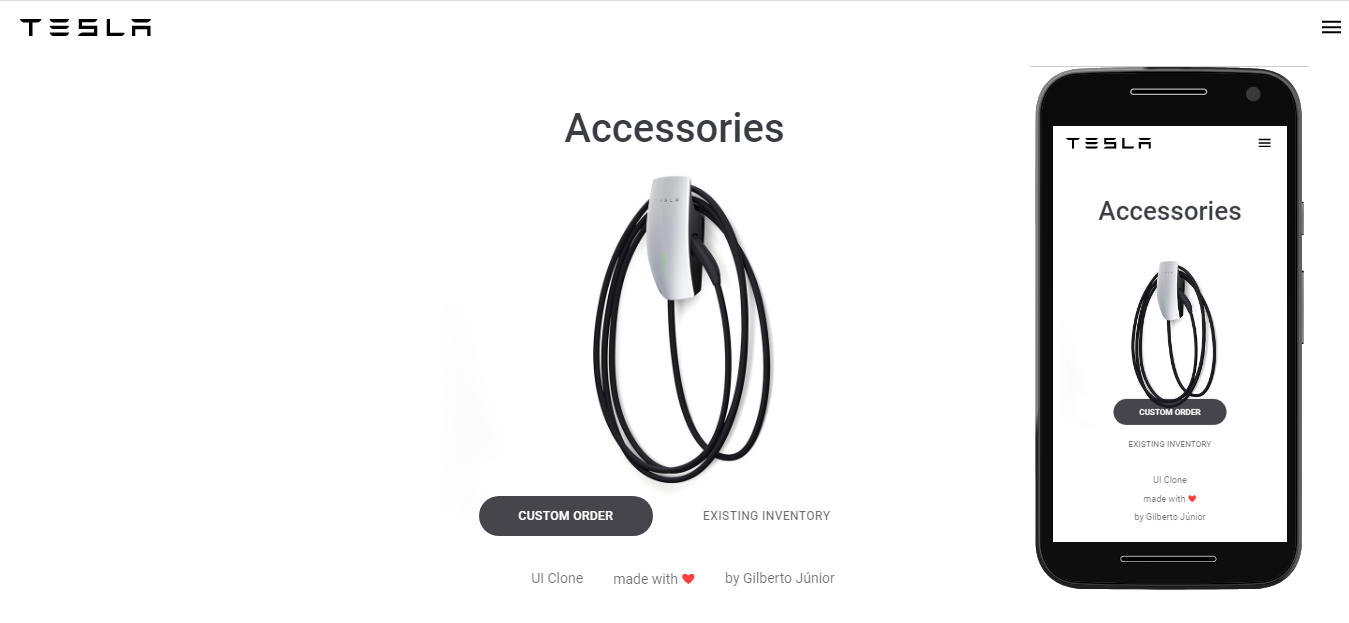 TESLA
Accessories
TESLA
CUSTOM ORDER
EXISTING INVENTORY
UI Clone
made with ❤
by Gilberto Júnior
TESLA
Accessories
CUSTOM ORDER
EXISTING INVENTORY
UI Clone
made with ❤
by Gilberto Júnior